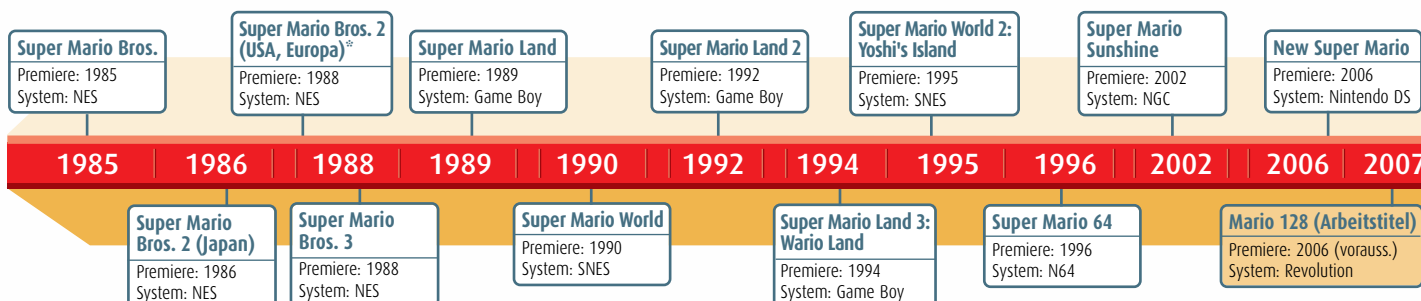 Super Mario Bros.
Premiere: 1985
System: NES
Super Mario Bros. 2
(USA, Europa)*
Premiere: 1988
System: NES
Super Mario Land
Premiere: 1989
System: Game Boy
Super Mario Land 2
Premiere: 1992
System: Game Boy
Super Mario World 2:
Yoshi's Island
Premiere: 1995
System: SNES
Super Mario
Sunshine
Premiere: 2002
System: NGC
New Super Mario
Premiere: 2006
System: Nintendo DS
1985 1986 1988 1989 1990 1992 1994 1995 1996 2002 2006 2007
Super Mario
Bros. 2 (Japan)
Premiere: 1986
System: NES
Super Mario
Bros. 3
Premiere: 1988
System: NES
Super Mario World
Premiere: 1990
System: SNES
Super Mario Land 3:
Wario Land
Premiere: 1994
System: Game Boy
Super Mario 64
Premiere: 1996
System: N64
Mario 128 (Arbeitstitel)
Premiere: 2006 (vorauss.)
System: Revolution